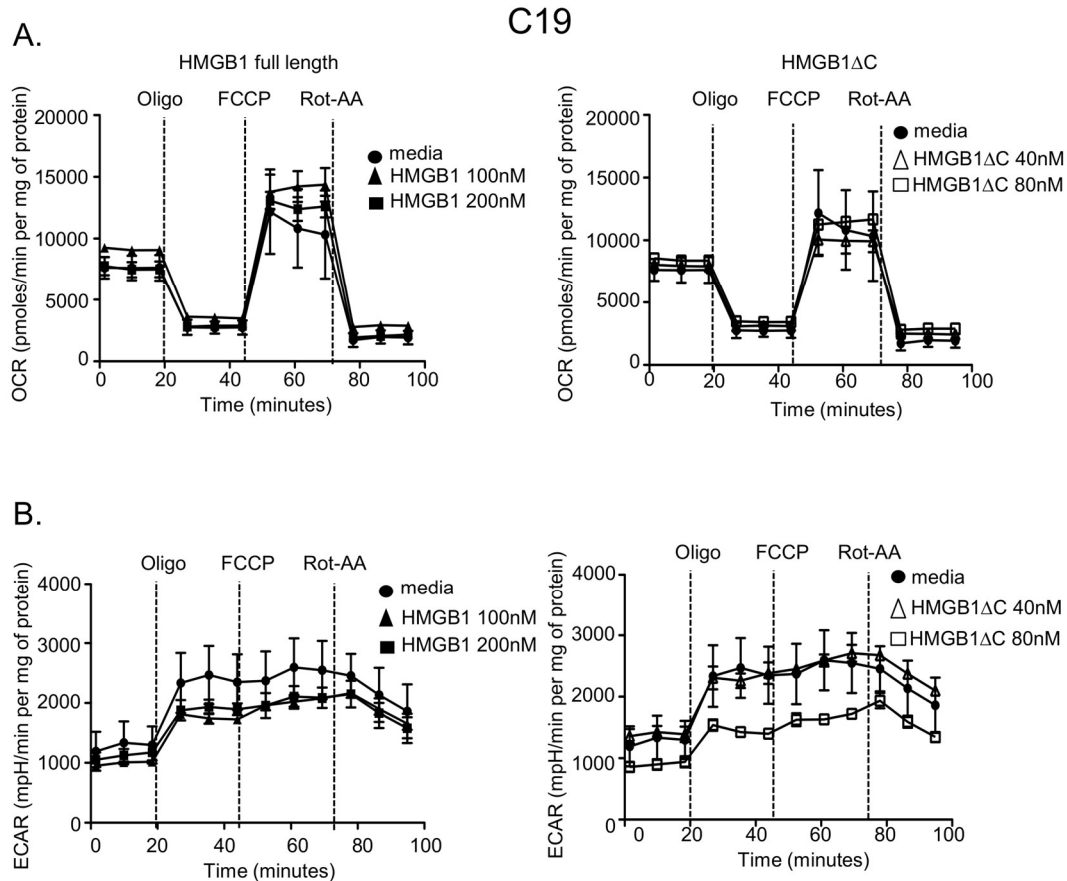 C19
A.
HMGB1 full length
Oligo FCCP Rot-AA
OCR (pmoles/min per mg of protein)
20000
15000
10000
5000
0
0 20 40 60 80 100
Time (minutes)
media
HMGB1 100nM
HMGB1 200nM
HMGB1ΔC
Oligo FCCP Rot-AA
OCR (pmoles/min per mg of protein)
20000
15000
10000
5000
0
0 20 40 60 80 100
Time (minutes)
media
HMGB1ΔC 40nM
HMGB1ΔC 80nM
B.
Oligo FCCP Rot-AA
ECAR (mpH/min per mg of protein)
4000
3000
2000
1000
0
0 20 40 60 80 100
Time (minutes)
media
HMGB1 100nM
HMGB1 200nM
Oligo FCCP Rot-AA
ECAR (mpH/min per mg of protein)
4000
3000
2000
1000
0
0 20 40 60 80 100
Time (minutes)
media
HMGB1ΔC 40nM
HMGB1ΔC 80nM